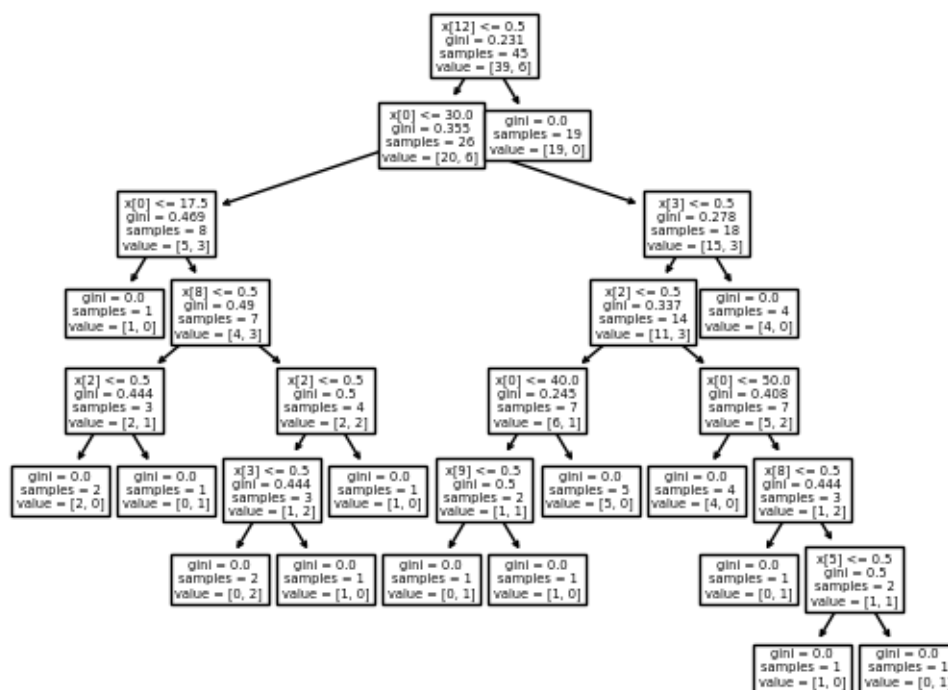 x[12] <= 0.5
gini = 0.231
samples = 45
value = [39, 6]
x[0] <= 30.0
gini = 0.355
samples = 26
value = [20, 6]
gini = 0.0
samples = 19
value = [19, 0]
x[0] <= 17.5
gini = 0.469
samples = 8
value = [5, 3]
x[3] <= 0.5
gini = 0.278
samples = 18
value = [15, 3]
gini = 0.0
samples = 1
value = [1, 0]
x[8] <= 0.5
gini = 0.49
samples = 7
value = [4, 3]
x[2] <= 0.5
gini = 0.337
samples = 14
value = [11, 3]
gini = 0.0
samples = 4
value = [4, 0]
x[2] <= 0.5
gini = 0.444
samples = 3
value = [2, 1]
x[2] <= 0.5
gini = 0.5
samples = 4
value = [2, 2]
x[0] <= 40.0
gini = 0.245
samples = 7
value = [6, 1]
x[0] <= 50.0
gini = 0.408
samples = 7
value = [5, 2]
gini = 0.0
samples = 2
value = [2, 0]
gini = 0.0
samples = 1
value = [0, 1]
x[3] <= 0.5
gini = 0.444
samples = 3
value = [1, 2]
gini = 0.0
samples = 1
value = [1, 0]
x[9] <= 0.5
gini = 0.5
samples = 2
value = [1, 1]
gini = 0.0
samples = 5
value = [5, 0]
gini = 0.0
samples = 4
value = [4, 0]
x[8] <= 0.5
gini = 0.444
samples = 3
value = [1, 2]
gini = 0.0
samples = 2
value = [0, 2]
gini = 0.0
samples = 1
value = [1, 0]
gini = 0.0
samples = 1
value = [0, 1]
gini = 0.0
samples = 1
value = [1, 0]
gini = 0.0
samples = 1
value = [0, 1]
x[5] <= 0.5
gini = 0.5
samples = 2
value = [1, 1]
gini = 0.0
samples = 1
value = [1, 0]
gini = 0.0
samples = 1
value = [0, 1